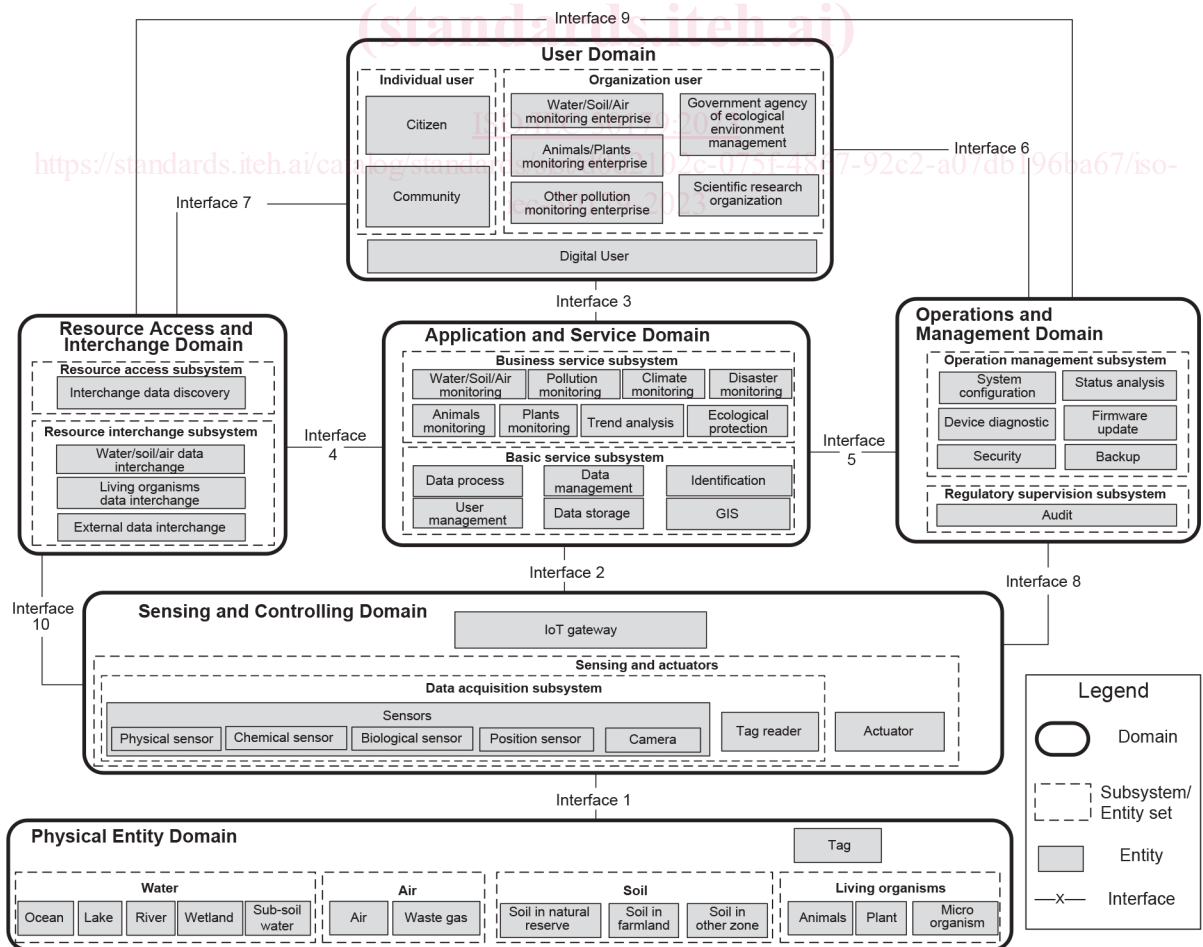 Interface 9
(standards.iteh.ai)
User Domain
Individual user
Citizen
Community
Organization user
Water/Soil/Air
monitoring enterprise
Animals/Plants
monitoring enterprise
Other pollution
monitoring enterprise
Government agency
of ecological
environment
management
Scientific research
organization
Digital User
Interface 7
Interface 6
Interface 3
Resource Access and
Interchange Domain
Resource access subsystem
Interchange data discovery
Resource interchange subsystem
Water/soil/air data
interchange
Living organisms
data interchange
External data interchange
Interface
4
Application and Service Domain
Business service subsystem
Water/Soil/Air
monitoring
Pollution
monitoring
Climate
monitoring
Disaster
monitoring
Animals
monitoring
Plants
monitoring
Trend analysis
Ecological
protection
Basic service subsystem
Data process
Data
management
Identification
User
management
Data storage
GIS
Interface
5
Operations and
Management Domain
Operation management subsystem
System
configuration
Status analysis
Device diagnostic
Firmware
update
Security
Backup
Regulatory supervision subsystem
Audit
Interface 2
Interface 8
Interface
10
Sensing and Controlling Domain
IoT gateway
Sensing and actuators
Data acquisition subsystem
Sensors
Physical sensor
Chemical sensor
Biological sensor
Position sensor
Camera
Tag reader
Actuator
Interface 1
Physical Entity Domain
Tag
Water
Ocean
Lake
River
Wetland
Sub-soil
water
Air
Air
Waste gas
Soil
Soil in natural
reserve
Soil in
farmland
Soil in
other zone
Living organisms
Animals
Plant
Micro
organism
Legend
Domain
Subsystem/
Entity set
Entity
X
Interface